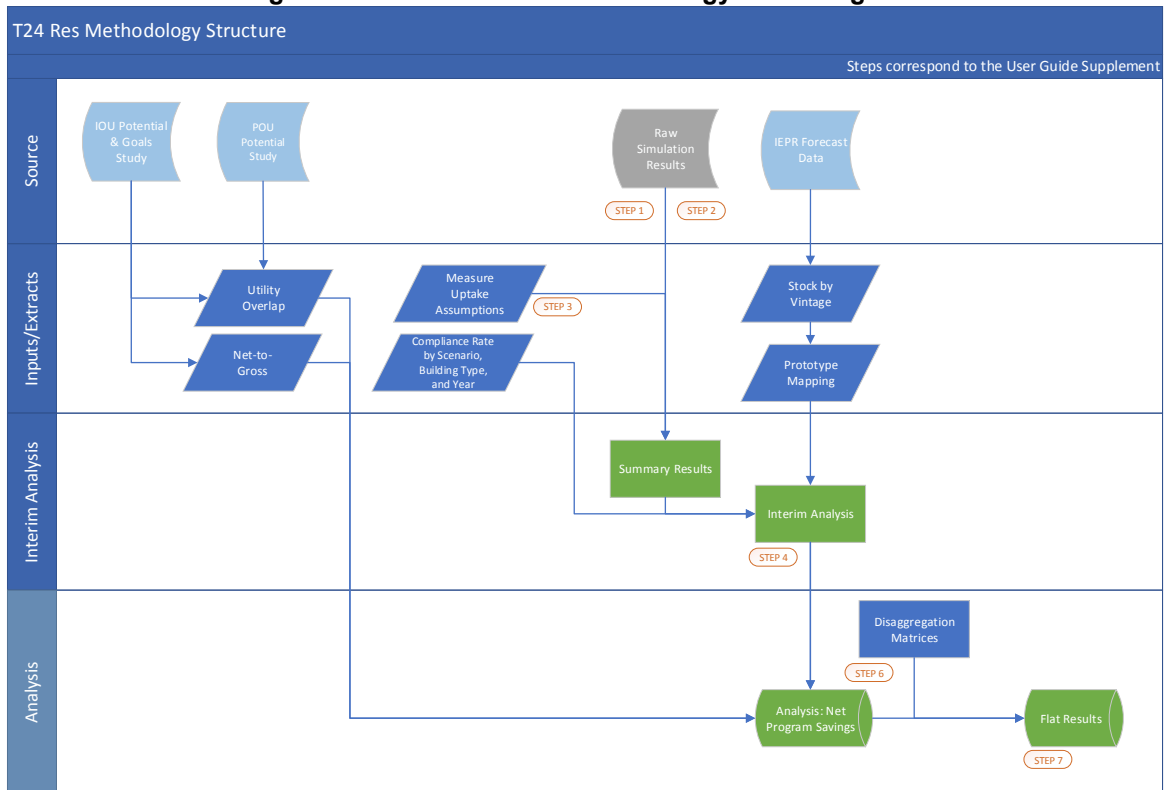 T24 Res Methodology Structure
Steps correspond to the User Guide Supplement
Source
IOU Potential
& Goals
Study
POU
Potential
Study
Raw
Simulation
Results
IEPR Forecast
Data
STEP 1
STEP 2
Inputs/Extracts
Utility
Overlap
Measure
Uptake
Assumptions
STEP 3
Stock by
Vintage
Net-to-
Gross
Compliance Rate
by Scenario,
Building Type,
and Year
Prototype
Mapping
Interim Analysis
Summary Results
Interim Analysis
STEP 4
Analysis
Disaggregation
Matrices
STEP 6
Analysis: Net
Program Savings
Flat Results
STEP 7